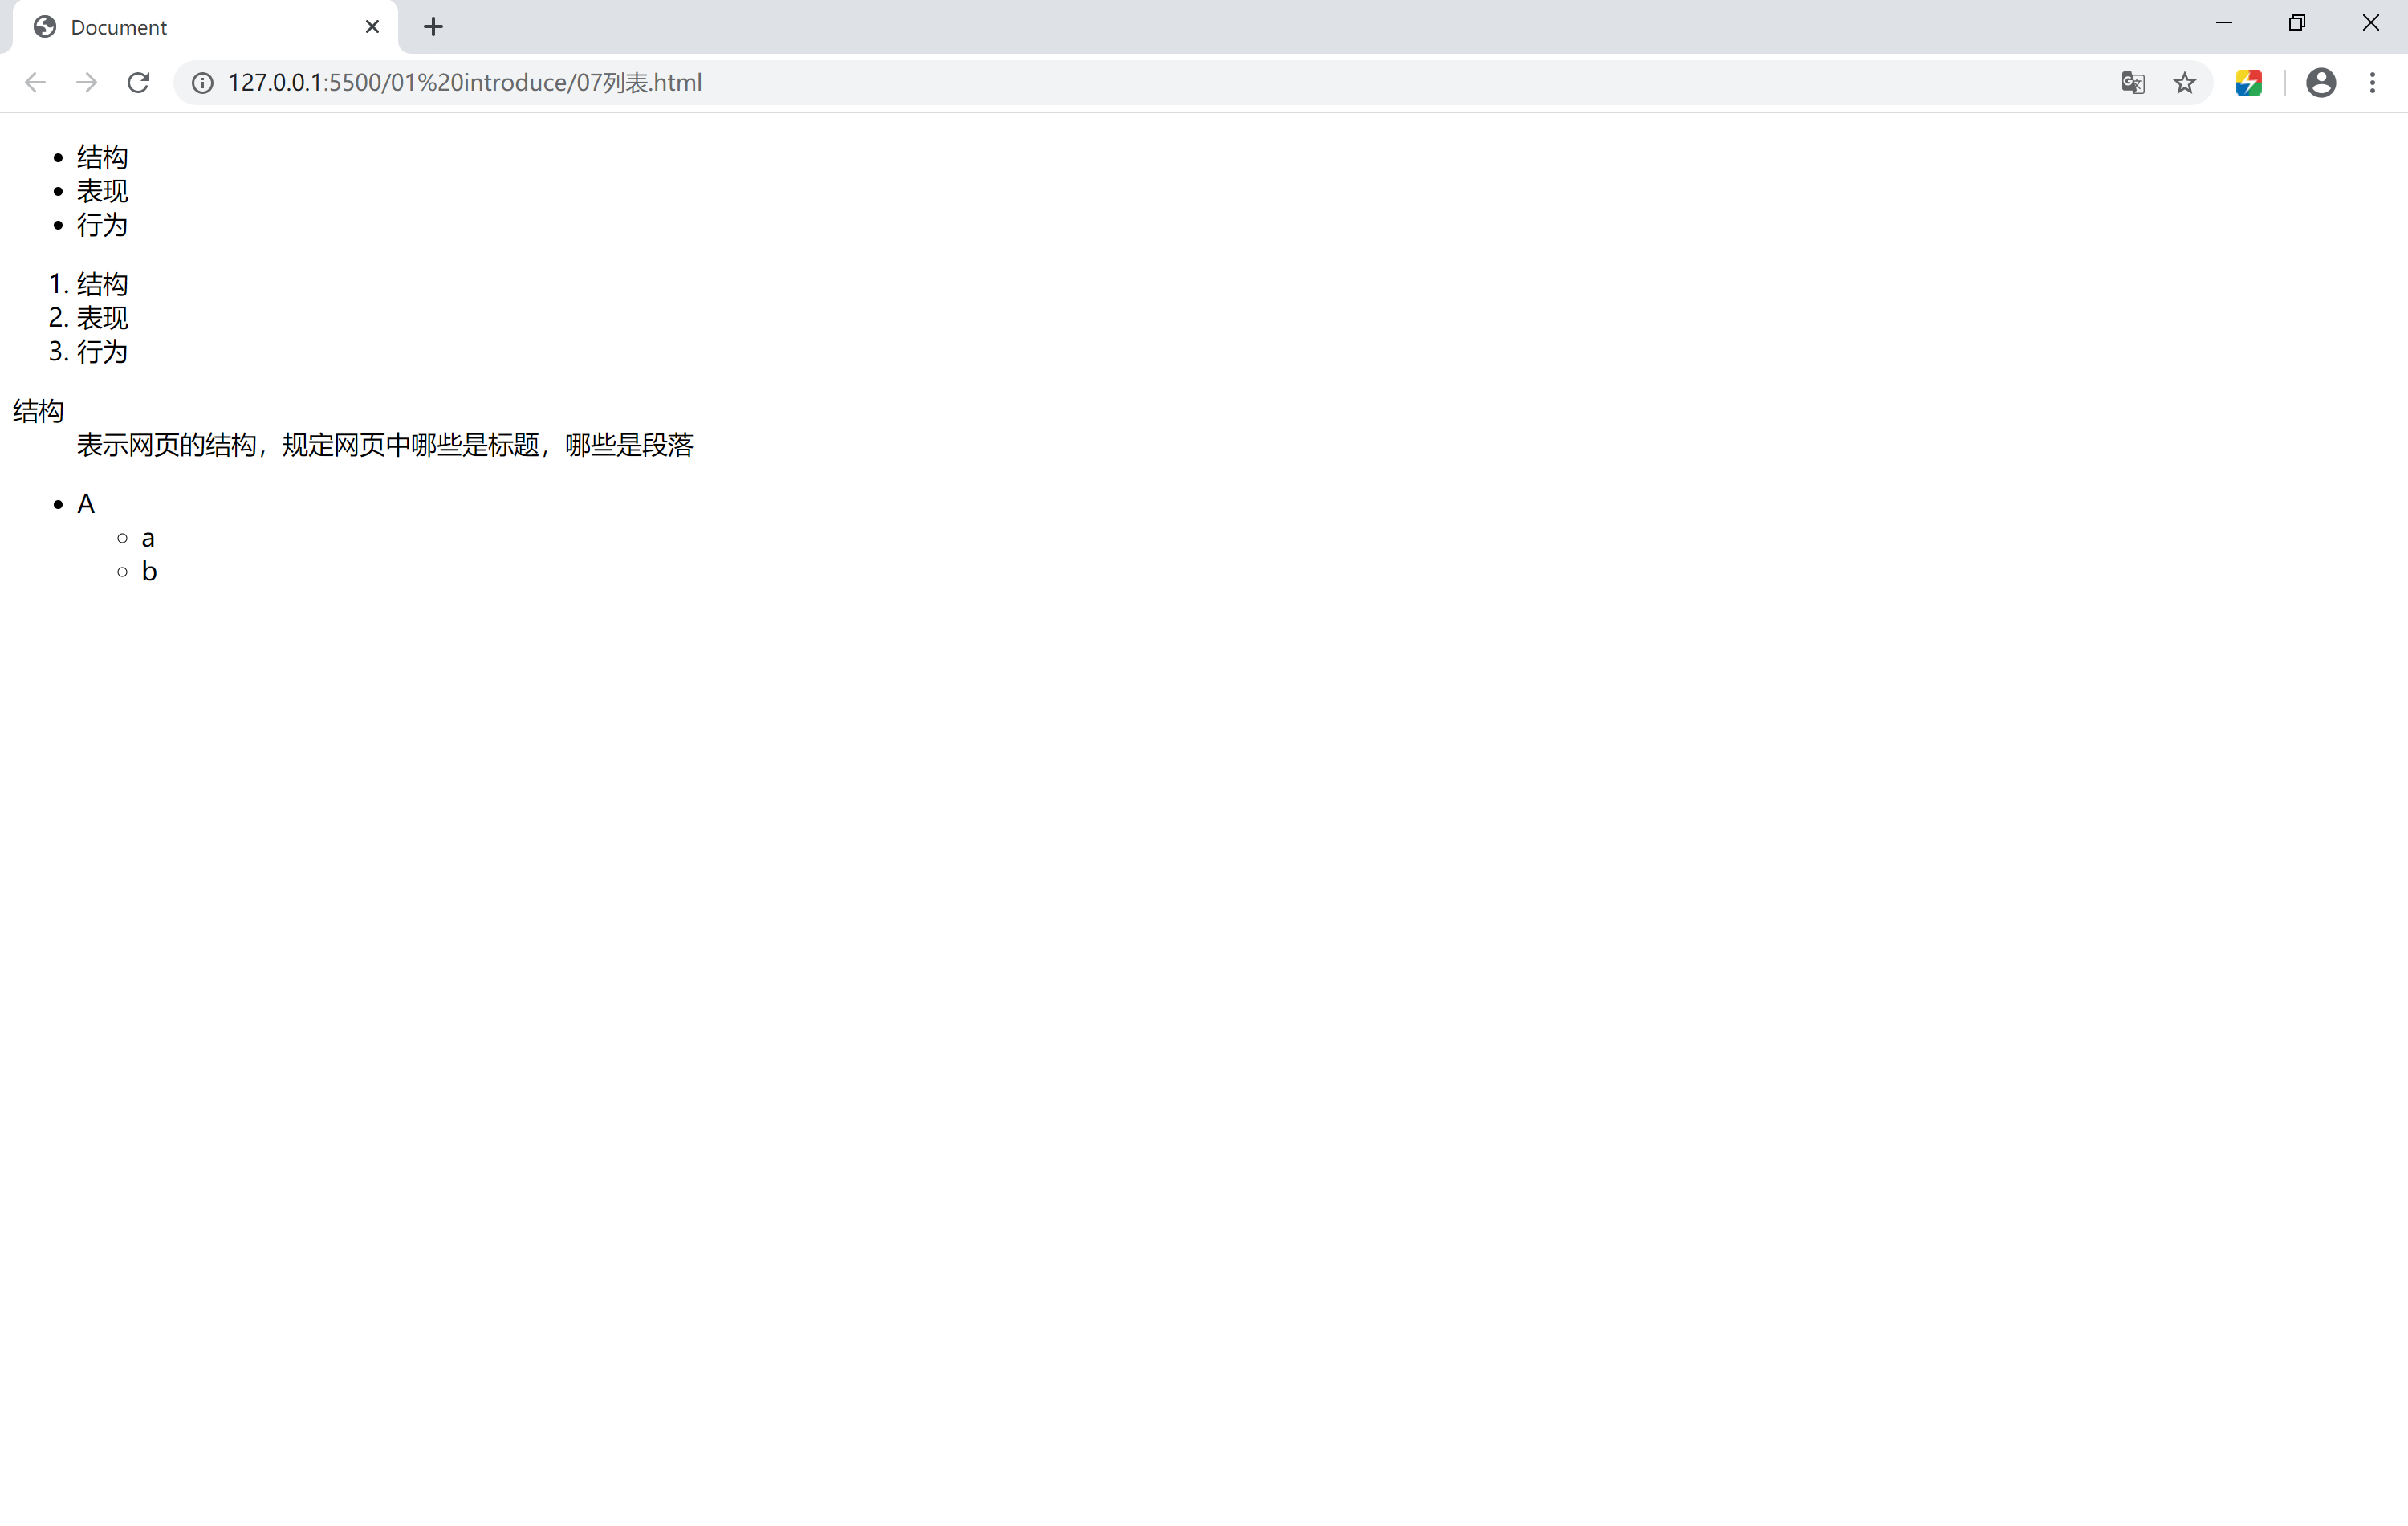 Document
127.0.0.1:5500/01%20introduce/07列表.html
• 结构
• 表现
• 行为
1. 结构
2. 表现
3. 行为
结构
表示网页的结构，规定网页中哪些是标题，哪些是段落
• A
◦ a
◦ b